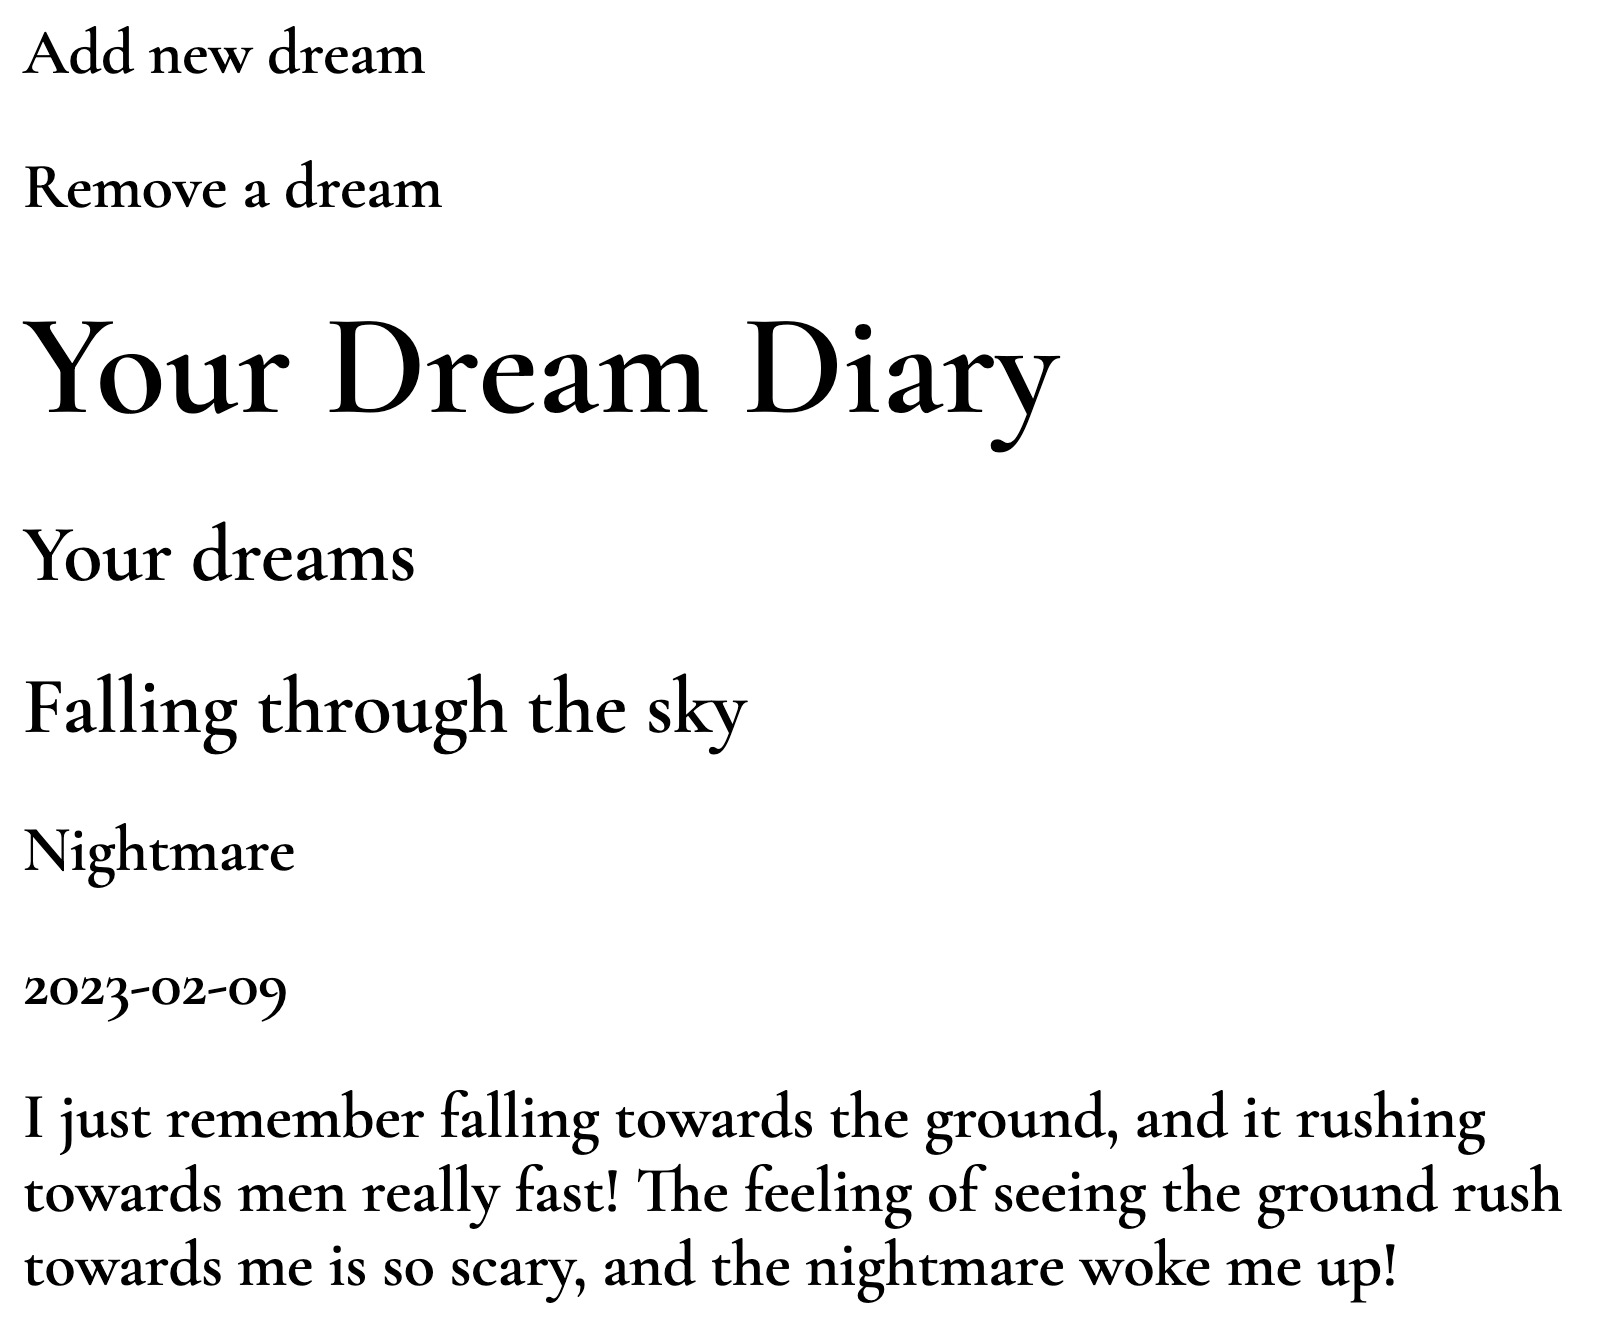 Add new dream
Remove a dream
Your Dream Diary
Your dreams
Falling through the sky
Nightmare
2023-02-09
I just remember falling towards the ground, and it rushing
towards men really fast! The feeling of seeing the ground rush
towards me is so scary, and the nightmare woke me up!